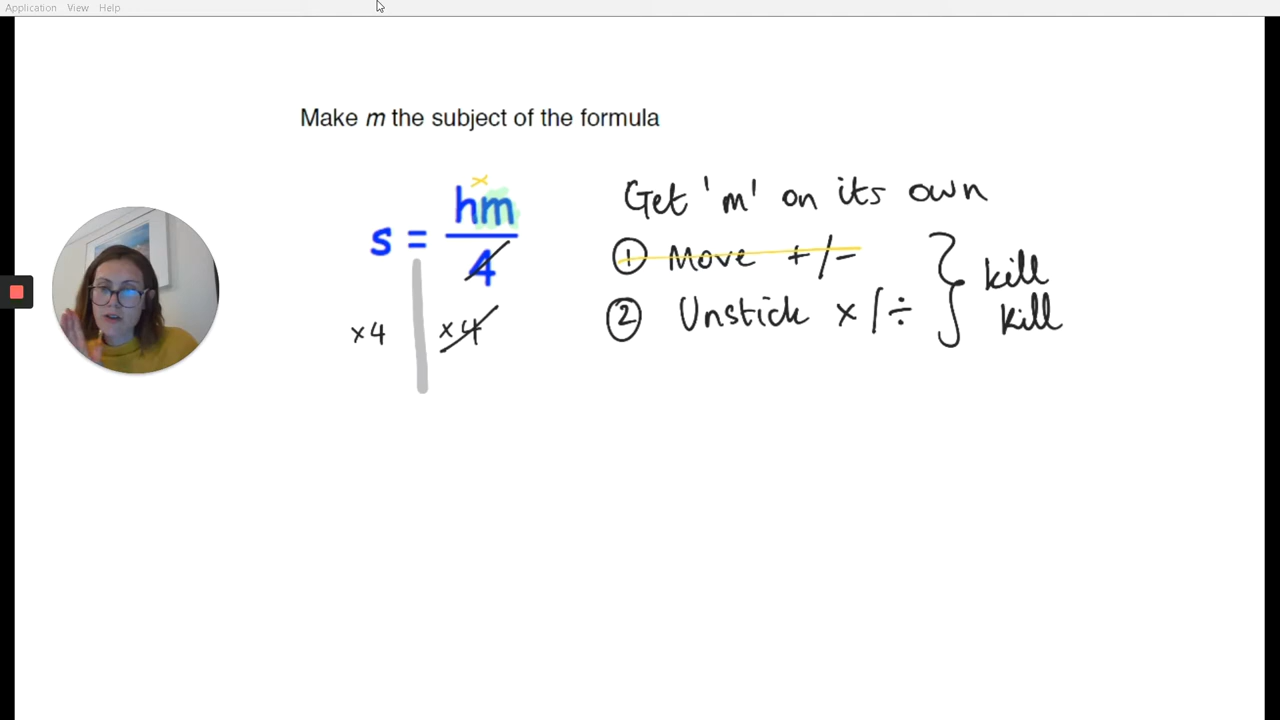 Application View Help
Make m the subject of the formula
s = hm/4
×
×4 ×4
Get 'm' on its own
① Move +/-
② Unstick ×/÷
kill
kill